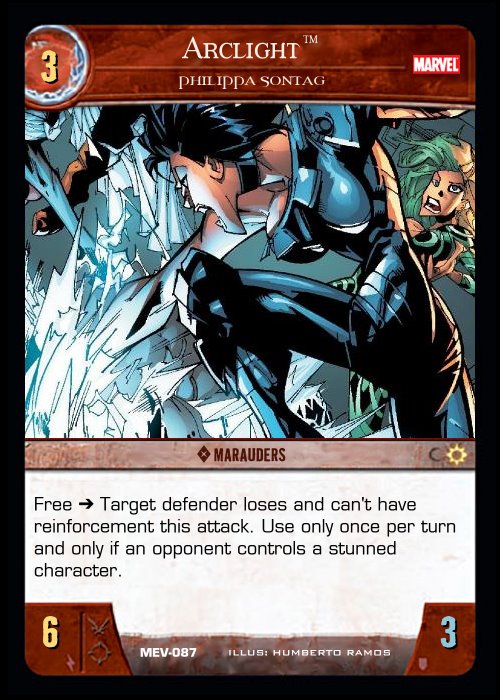 3
ARCLIGHT™
PHILIPPA SONTAG
MARVEL
MARAUDERS
C
Free ➔ Target defender loses and can't have
reinforcement this attack. Use only once per turn
and only if an opponent controls a stunned
character.
6
MEV-087 ILLUS: HUMBERTO RAMOS
3